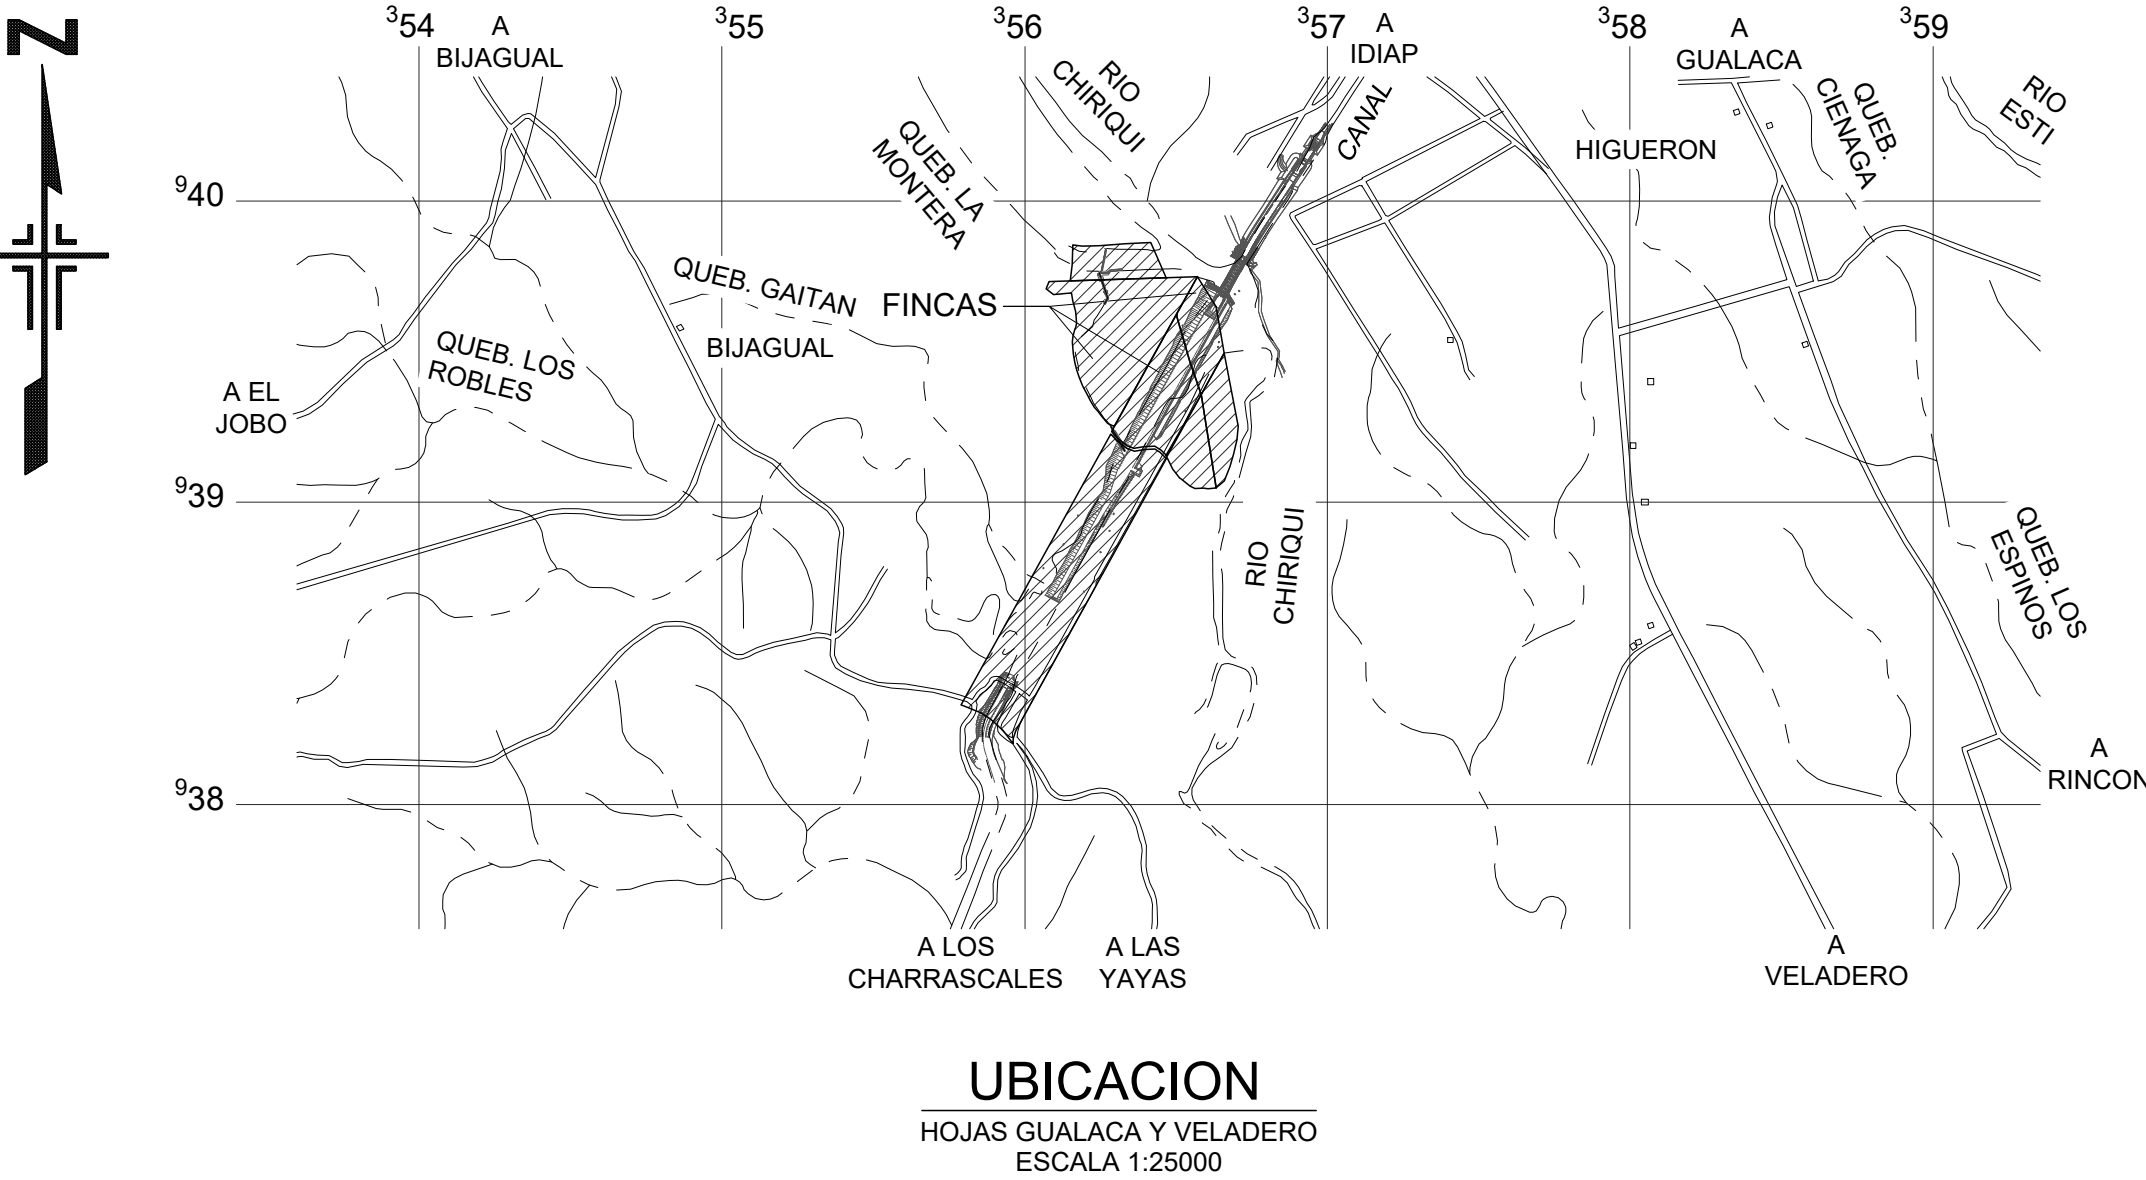 N
354
355
356
357
358
359
A
BIJAGUAL
A
IDIAP
A
GUALACA
RIO
CHIRIQUI
CANAL
QUEB.
CIENAGA
RIO
ESTI
QUEB. LA
MONTERA
HIGUERON
940
QUEB. GAITAN
FINCAS
BIJAGUAL
QUEB. LOS
ROBLES
A EL
JOBO
939
RIO
CHIRIQUI
QUEB. LOS
ESPINOS
A
RINCON
938
A LOS
CHARRASCALES
A LAS
YAYAS
A
VELADERO
UBICACION
HOJAS GUALACA Y VELADERO
ESCALA 1:25000